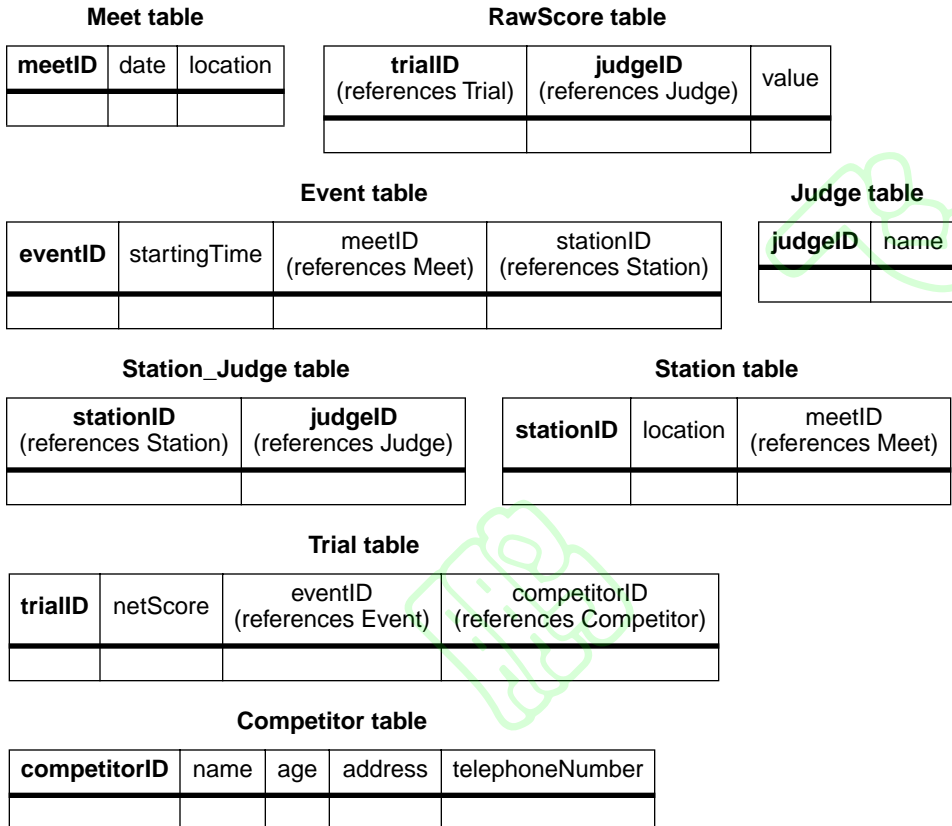 Meet table
meetID date location
RawScore table
trialID judgeID value
(references Trial) (references Judge)
Event table
eventID startingTime meetID stationID
(references Meet) (references Station)
Judge table
judgeID name
Station_Judge table
stationID judgeID
(references Station) (references Judge)
Station table
stationID location meetID
(references Meet)
Trial table
trialID netScore eventID competitorID
(references Event) (references Competitor)
Competitor table
competitorID name age address telephoneNumber